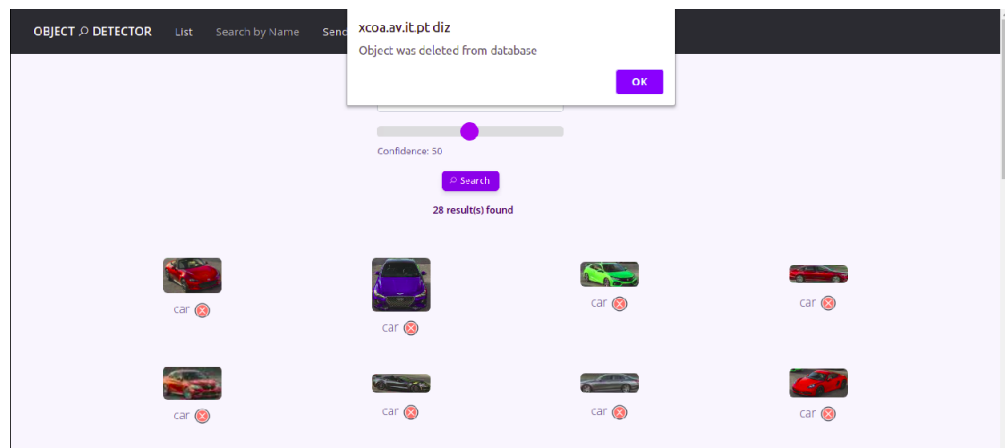 OBJECT DETECTOR List Search by Name Send
xcoa.av.it.pt diz
Object was deleted from database
OK
Confidence: 50
Search
28 result(s) found
car car car car
car car car car